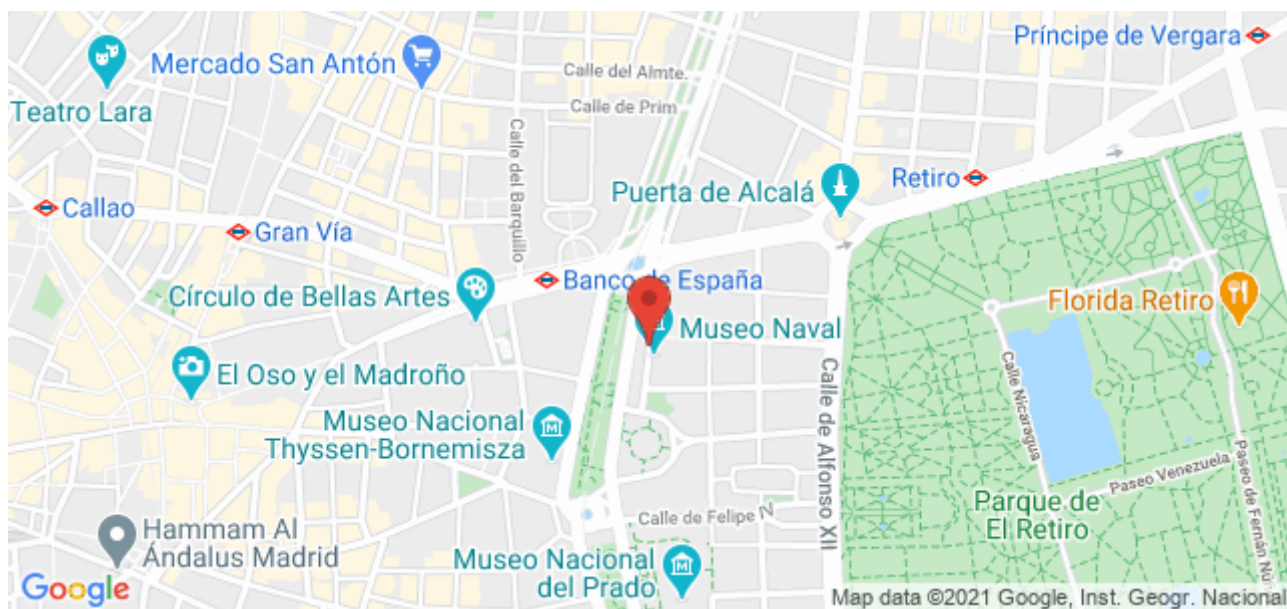 Príncipe de Vergara
Mercado San Antón
Calle del Almte.
Calle de Prim
Teatro Lara
Calle del Barquillo
Puerta de Alcalá
Retiro
Callao
Gran Vía
Banco de España
Círculo de Bellas Artes
Florida Retiro
Museo Naval
El Oso y el Madroño
Calle de Alfonso XII
Calle Nicaragua
Museo Nacional
Thyssen-Bornemisza
Paseo Venezuela
Paseo de Fernán Núñ
Parque de
El Retiro
Calle de Felipe N
Hammam Al
Ándalus Madrid
Museo Nacional
del Prado
Google
Map data ©2021 Google, Inst. Geogr. Nacional